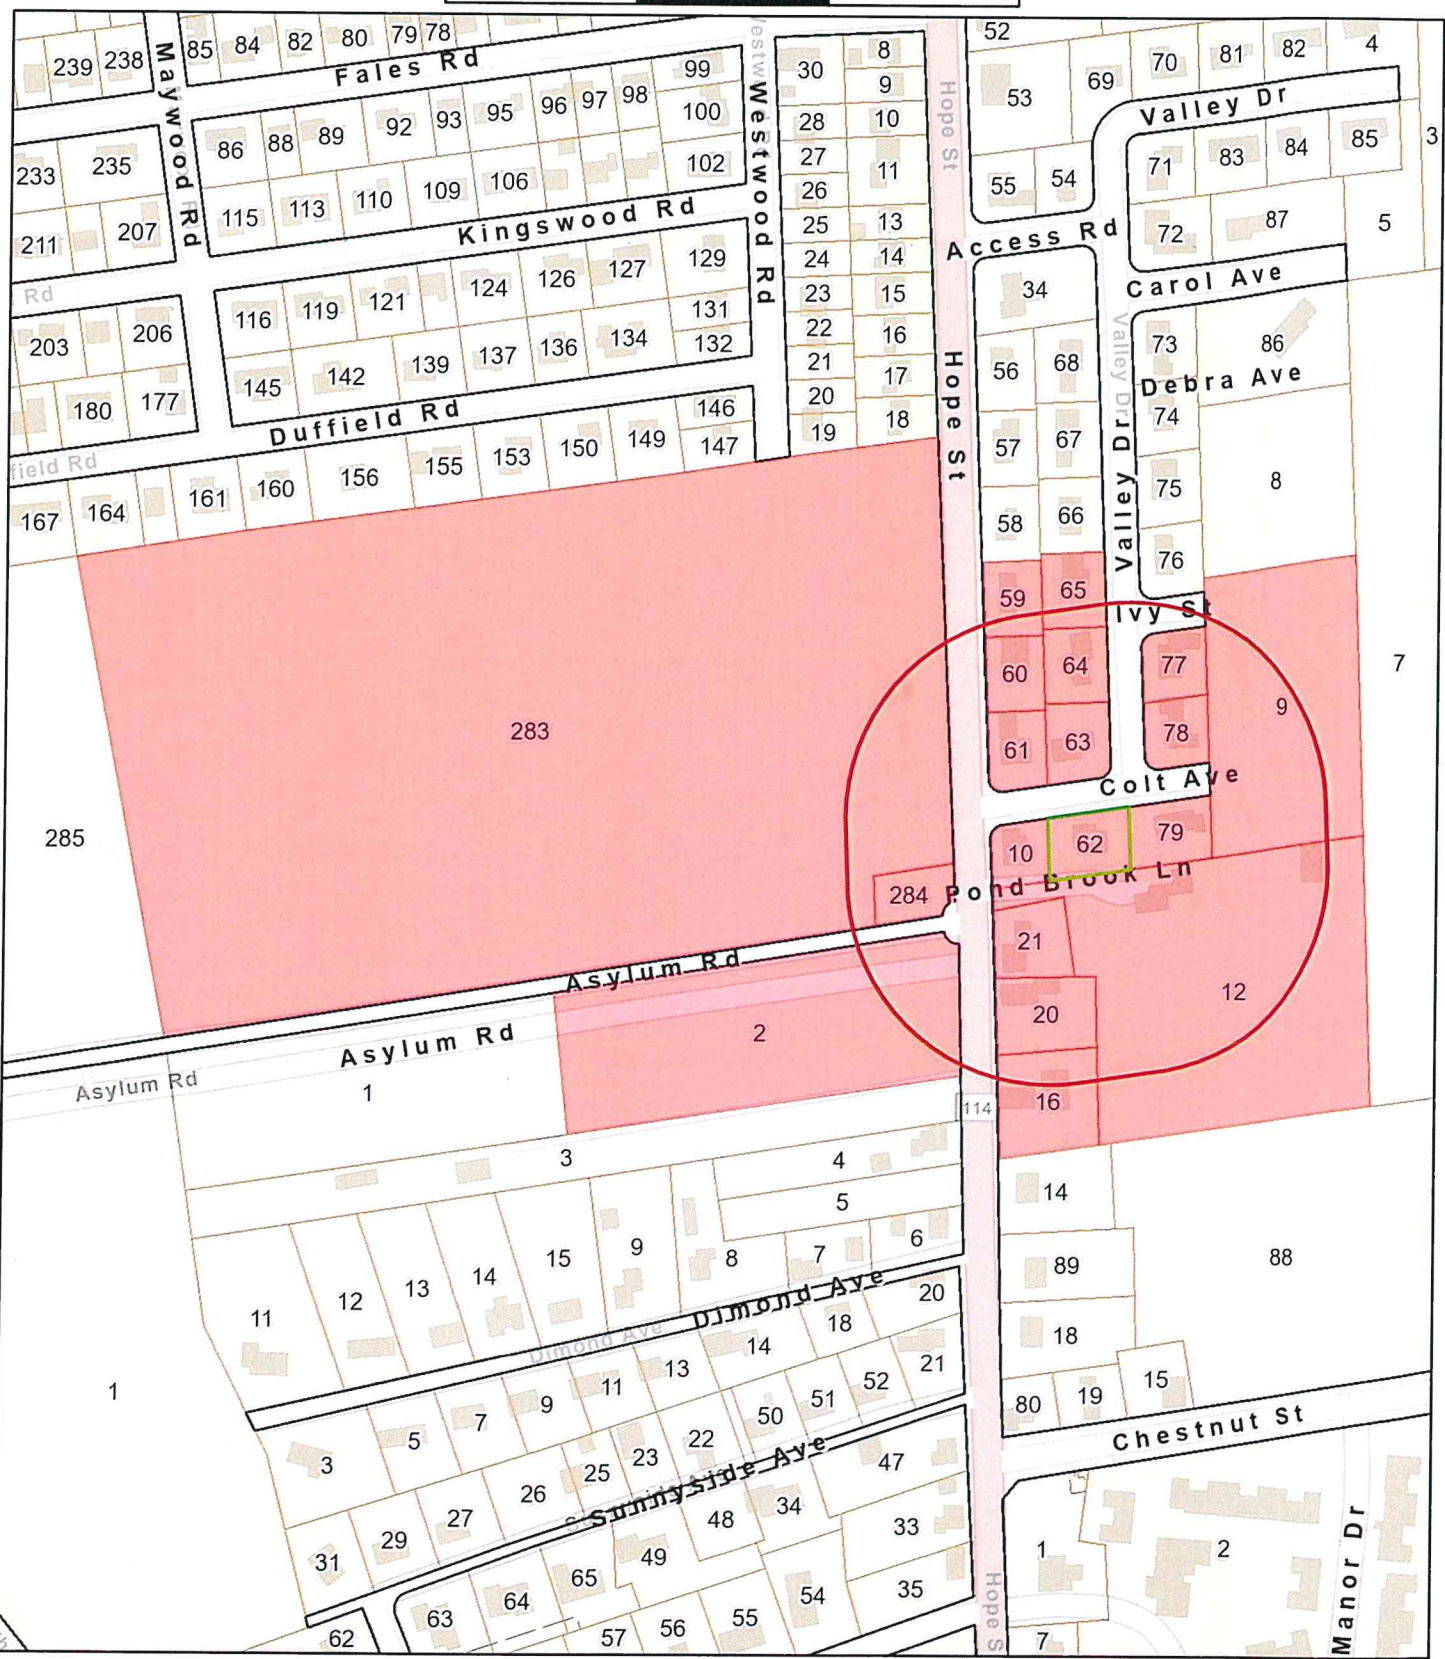 239 238 85 84 82 80 79 78
Fales Rd
Maywood Rd
86 88 89 92 93 95 96 97 98 99
100
102
233 235
211 207
115 113 110 109 106
Kingswood Rd
Westwood Rd
30 8
9
28 10
27 11
26
25 13
24 14
23 15
22 16
21 17
20 18
19
Hope St
52
53 69 70 81 82 4
Valley Dr
55 54 71 83 84 85 3
Access Rd
72 87 5
Carol Ave
34
Rd
203 206
180 177
116 119 121 124 126 127 129
131
132
145 142 139 137 136 134
Duffield Rd
field Rd
146
147
167 164 161 160 156 155 153 150 149
Hope St
56 68 73 86
Debra Ave
74
57 67
Valley Dr
Valley Dr
75 8
58 66
76
59 65
Ivy St
60 64 77 7
9
61 63 78
Colt Ave
283
285
10 62 79
284 Pond Brook Ln
21
12
20
16
Asylum Rd
Asylum Rd
Asylum Rd
2
1
114
3 4
5
6
14
89 88
18
80 19 15
Chestnut St
11 12 13 14 15 9 8 7
Dimond Ave
Dimond Ave
20
18
14
13
21
1
3 5 7 9 11
52
51
50
22
23
25
26
27
29
31
Sunnyside Ave
47
34
48
33
49
35
65
64
63
62
54
55
56
57
Hope S
1 2
7
Manor Dr